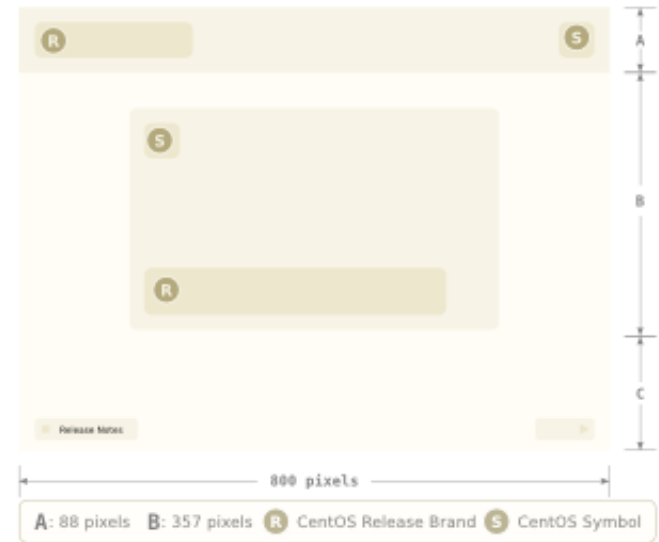 R
S
A
S
B
R
C
Release Notes
800 pixels
A: 88 pixels B: 357 pixels R CentOS Release Brand S CentOS Symbol